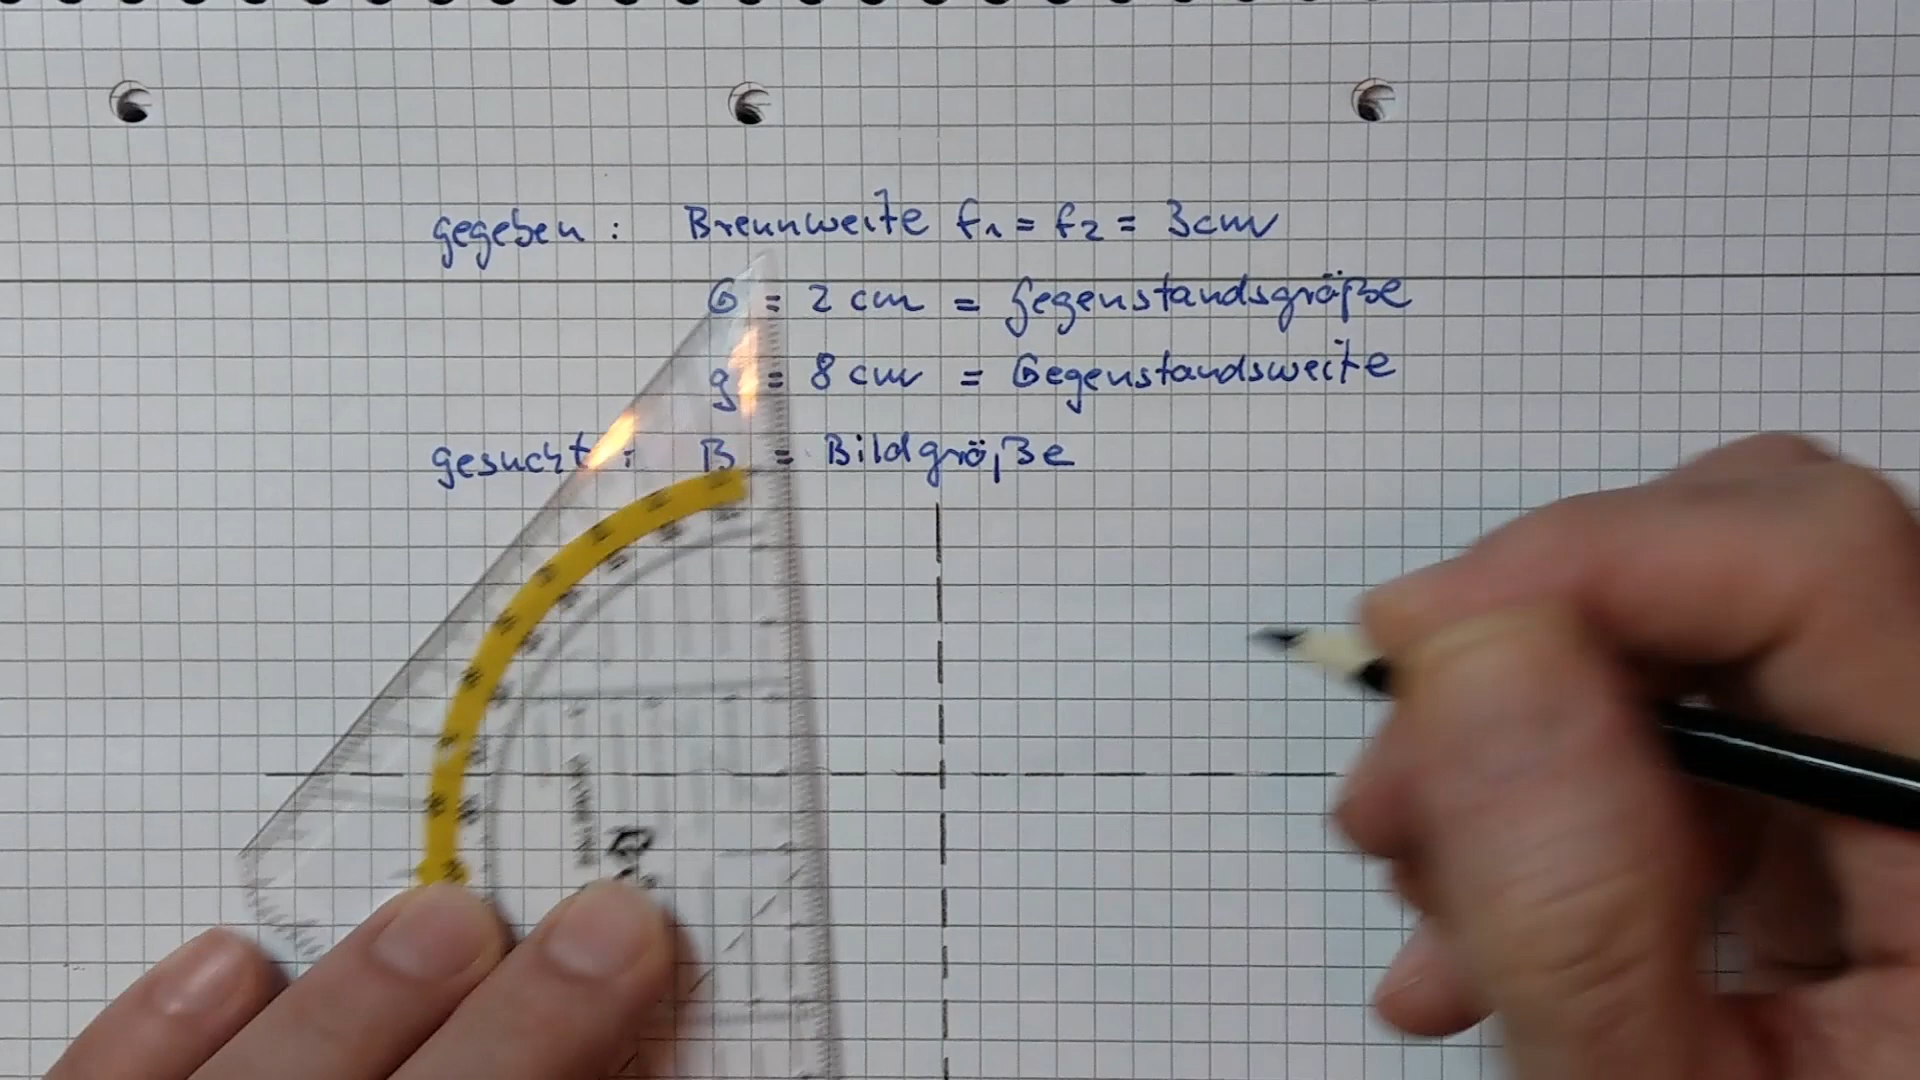 gegeben : Brennweite f₁ = f₂ = 3cm
G = 2 cm = Gegenstandsgröße
g = 8 cm = Gegenstandsweite
gesucht : B = Bildgröße